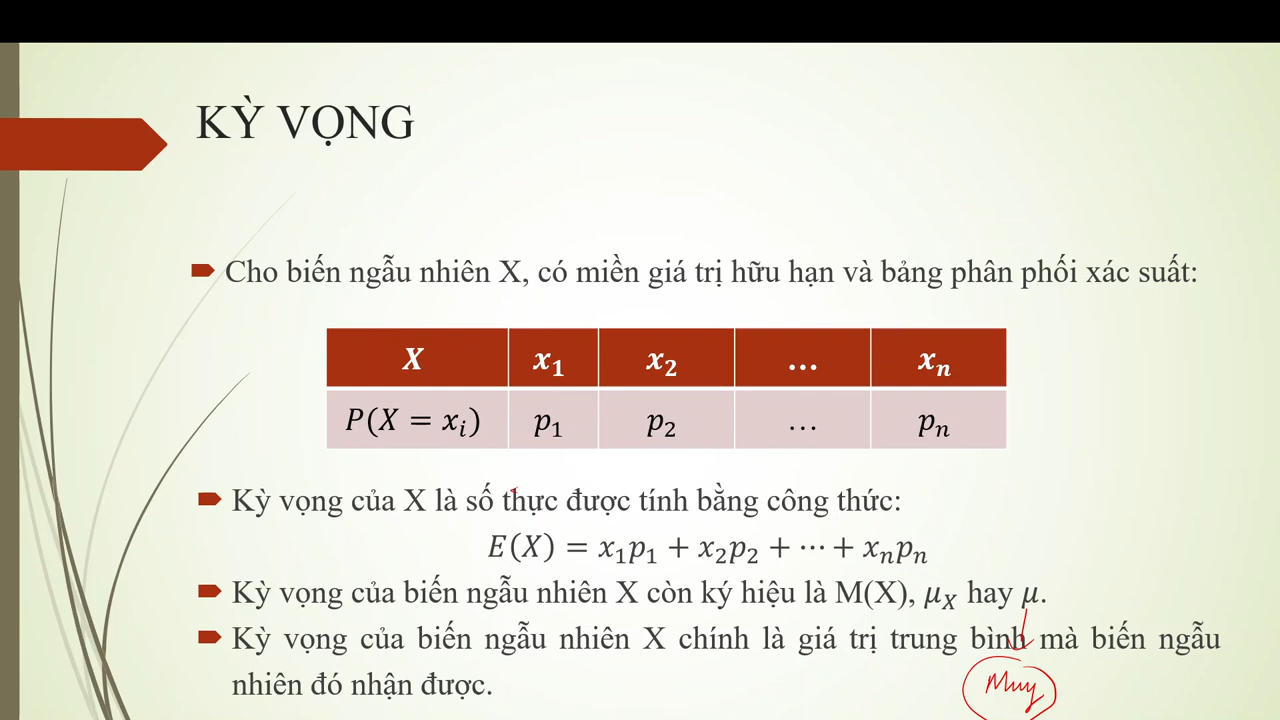 KỲ VỌNG
Cho biến ngẫu nhiên X, có miền giá trị hữu hạn và bảng phân phối xác suất:
X x₁ x₂ … xₙ
P(X = xᵢ) p₁ p₂ … pₙ
Kỳ vọng của X là số thực được tính bằng công thức:
E(X) = x₁p₁ + x₂p₂ + ⋯ + xₙpₙ
Kỳ vọng của biến ngẫu nhiên X còn ký hiệu là M(X), μ_X hay μ.
Kỳ vọng của biến ngẫu nhiên X chính là giá trị trung bình mà biến ngẫu
nhiên đó nhận được.
Muy